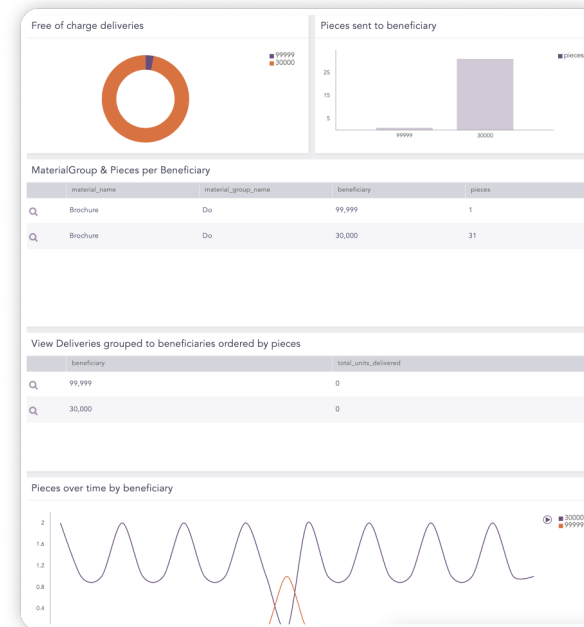 Free of charge deliveries
99999
30000
Pieces sent to beneficiary
pieces
25
15
5
99999 30000
MaterialGroup & Pieces per Beneficiary
material_name material_group_name beneficiary pieces
Brochure Do 99,999 1
Brochure Do 30,000 31
View Deliveries grouped to beneficiaries ordered by pieces
beneficiary total_units_delivered
99,999 0
30,000 0
Pieces over time by beneficiary
30000
99999
2
1.6
1.2
0.8
0.4